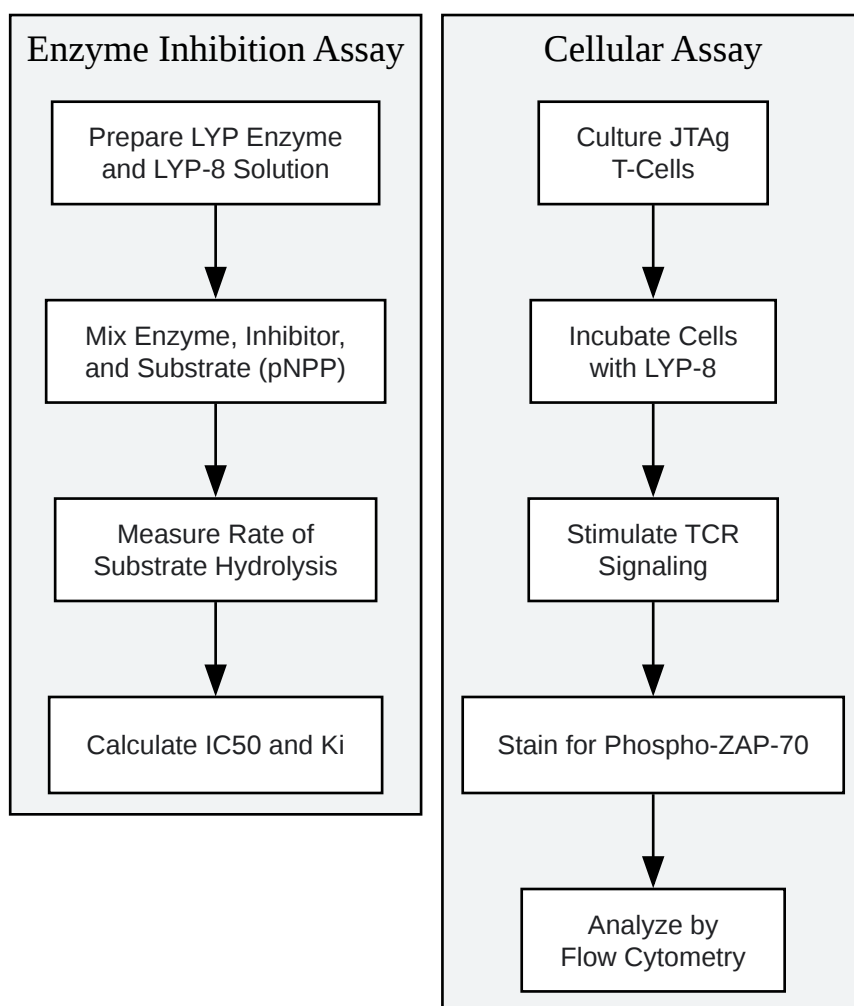 Enzyme Inhibition Assay
Prepare LYP Enzyme
and LYP-8 Solution
Mix Enzyme, Inhibitor,
and Substrate (pNPP)
Measure Rate of
Substrate Hydrolysis
Calculate IC50 and Ki
Cellular Assay
Culture JTAg
T-Cells
Incubate Cells
with LYP-8
Stimulate TCR
Signaling
Stain for Phospho-ZAP-70
Analyze by
Flow Cytometry